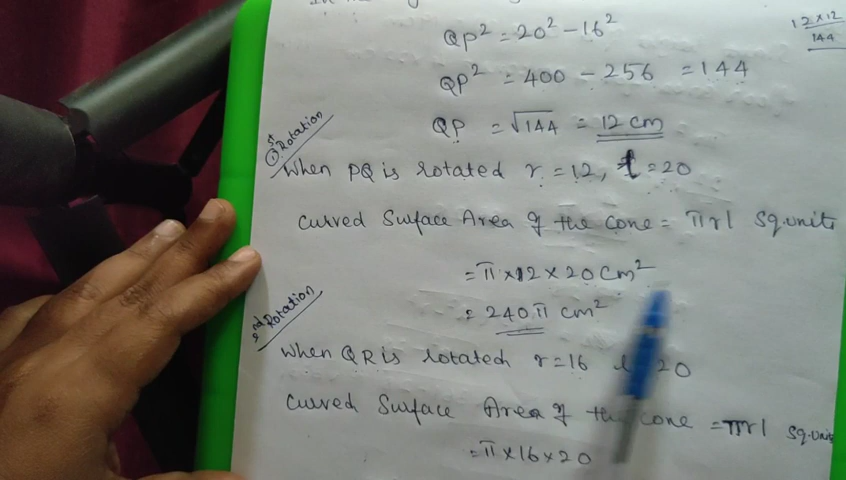 QP² = 20² - 16²
12×12
144
QP² = 400 - 256 = 144
QP = √144 = 12 cm
1st Rotation
When PQ is rotated r = 12, l = 20
Curved Surface Area of the cone = πrl Sq.units
= π × 12 × 20 cm²
= 240π cm²
2nd Rotation
When QR is rotated r = 16 l 20
Curved Surface Area of the cone = πrl Sq.units
= π × 16 × 20